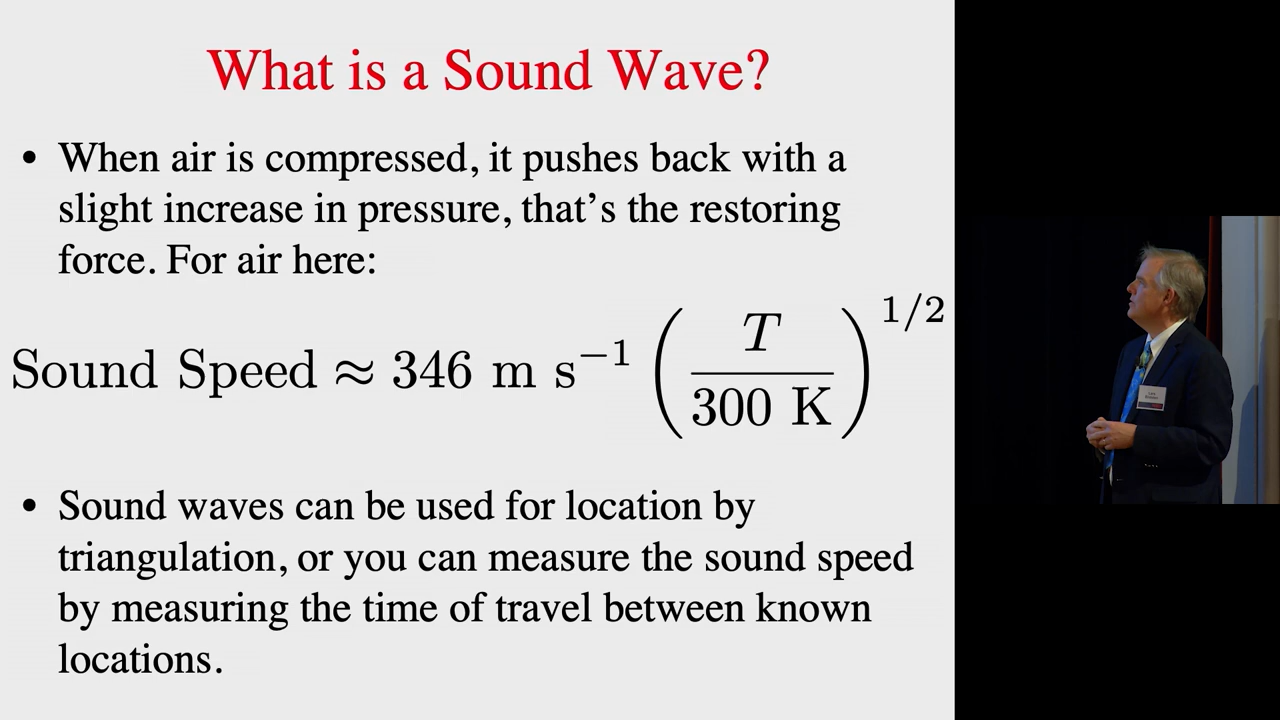 What is a Sound Wave?
• When air is compressed, it pushes back with a
slight increase in pressure, that's the restoring
force. For air here:
Sound Speed ≈ 346 m s⁻¹ (T / 300 K)^1/2
• Sound waves can be used for location by
triangulation, or you can measure the sound speed
by measuring the time of travel between known
locations.